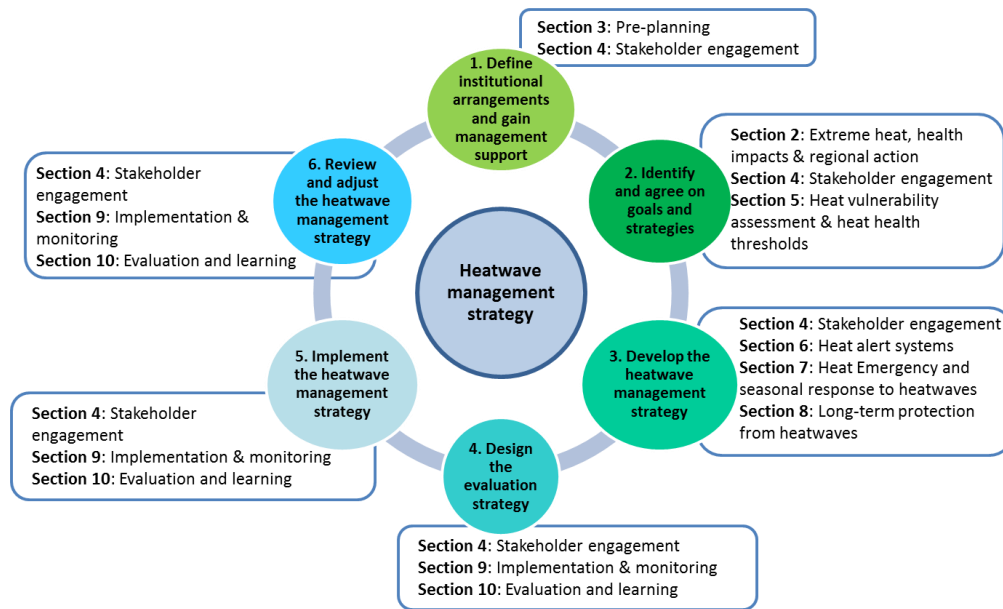 Section 3: Pre-planning
Section 4: Stakeholder engagement
1. Define
institutional
arrangements
and gain
management
support
Section 2: Extreme heat, health
impacts & regional action
Section 4: Stakeholder engagement
Section 5: Heat vulnerability
assessment & heat health
thresholds
2. Identify
and agree on
goals and
strategies
Section 4: Stakeholder engagement
Section 6: Heat alert systems
Section 7: Heat Emergency and
seasonal response to heatwaves
Section 8: Long-term protection
from heatwaves
3. Develop the
heatwave
management
strategy
4. Design
the
evaluation
strategy
Section 4: Stakeholder engagement
Section 9: Implementation & monitoring
Section 10: Evaluation and learning
5. Implement
the heatwave
management
strategy
Section 4: Stakeholder
engagement
Section 9: Implementation & monitoring
Section 10: Evaluation and learning
6. Review
and adjust the
heatwave
management
strategy
Section 4: Stakeholder
engagement
Section 9: Implementation &
monitoring
Section 10: Evaluation and learning
Heatwave
management
strategy